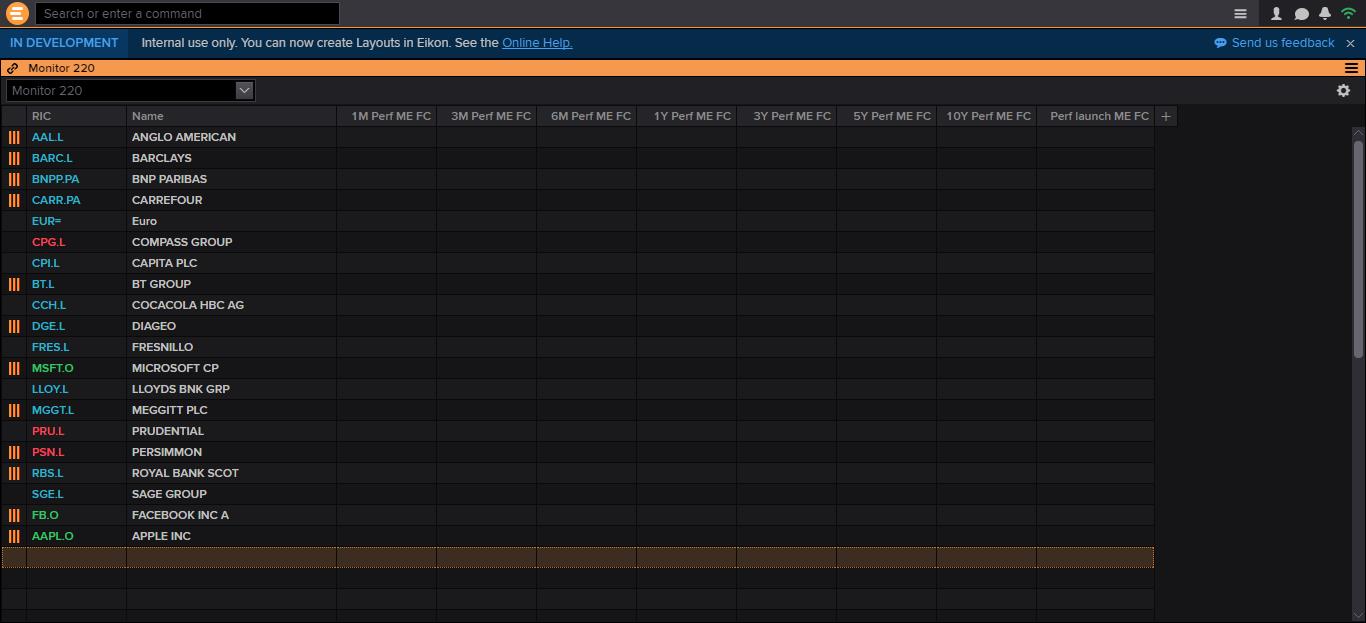 Search or enter a command
IN DEVELOPMENT Internal use only. You can now create Layouts in Eikon. See the Online Help. Send us feedback
Monitor 220
Monitor 220
RIC Name 1M Perf ME FC 3M Perf ME FC 6M Perf ME FC 1Y Perf ME FC 3Y Perf ME FC 5Y Perf ME FC 10Y Perf ME FC Perf launch ME FC +
AAL.L ANGLO AMERICAN
BARC.L BARCLAYS
BNPP.PA BNP PARIBAS
CARR.PA CARREFOUR
EUR= Euro
CPG.L COMPASS GROUP
CPI.L CAPITA PLC
BT.L BT GROUP
CCH.L COCACOLA HBC AG
DGE.L DIAGEO
FRES.L FRESNILLO
MSFT.O MICROSOFT CP
LLOY.L LLOYDS BNK GRP
MGGT.L MEGGITT PLC
PRU.L PRUDENTIAL
PSN.L PERSIMMON
RBS.L ROYAL BANK SCOT
SGE.L SAGE GROUP
FB.O FACEBOOK INC A
AAPL.O APPLE INC